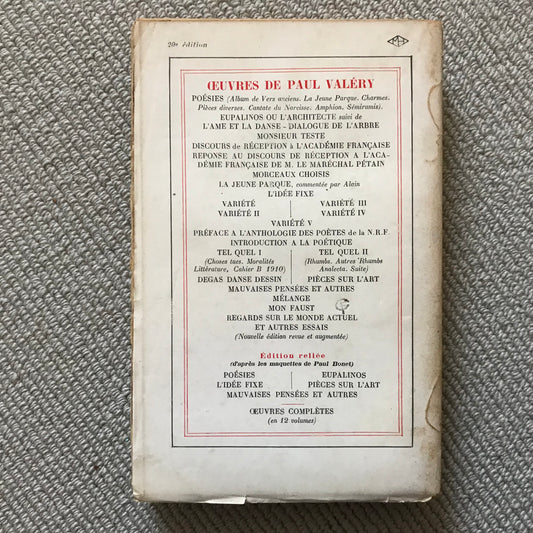 20e édition
ŒUVRES DE PAUL VALÉRY
POÉSIES (Album de Vers anciens. La Jeune Parque. Charmes.
Pièces diverses. Cantate du Narcisse. Amphion. Sémiramis).
EUPALINOS OU L'ARCHITECTE suivi de
L'AME ET LA DANSE - DIALOGUE DE L'ARBRE
MONSIEUR TESTE
DISCOURS de RÉCEPTION à L'ACADÉMIE FRANÇAISE
REPONSE AU DISCOURS DE RÉCEPTION A L'ACA-
DÉMIE FRANÇAISE DE M. LE MARÉCHAL PÉTAIN
MORCEAUX CHOISIS
LA JEUNE PARQUE, commentée par Alain
L'IDÉE FIXE
VARIÉTÉ VARIÉTÉ III
VARIÉTÉ II VARIÉTÉ IV
VARIÉTÉ V
PRÉFACE A L'ANTHOLOGIE DES POÈTES de la N.R.F.
INTRODUCTION A LA POÉTIQUE
TEL QUEL I TEL QUEL II
(Choses tues. Moralités (Rhumbs. Autres Rhumbs
Littérature, Cahier B 1910) Analecta. Suite)
DEGAS DANSE DESSIN PIÈCES SUR L'ART
MAUVAISES PENSÉES ET AUTRES
MÉLANGE
MON FAUST
REGARDS SUR LE MONDE ACTUEL
ET AUTRES ESSAIS
(Nouvelle édition revue et augmentée)
Édition reliée
(d'après les maquettes de Paul Bonet)
POÉSIES EUPALINOS
L'IDÉE FIXE PIÈCES SUR L'ART
MAUVAISES PENSÉES ET AUTRES
ŒUVRES COMPLÈTES
(en 12 volumes)